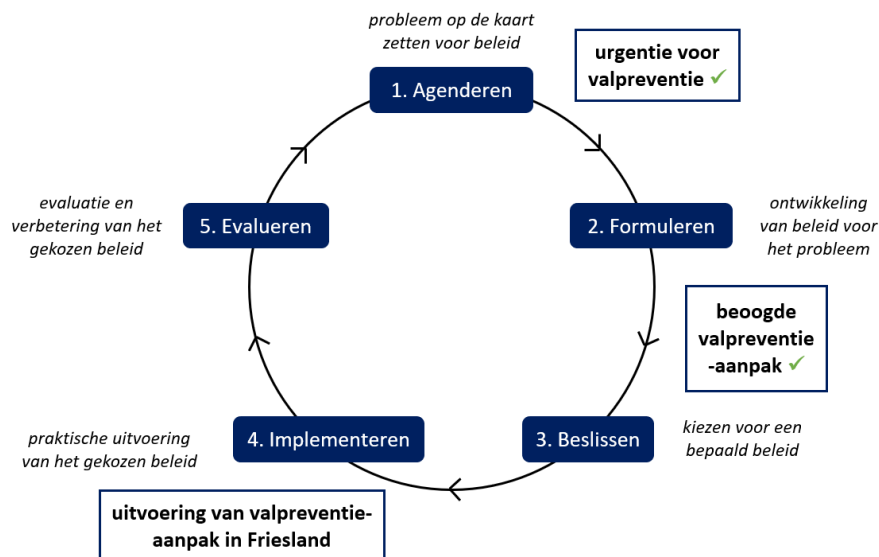 probleem op de kaart
zetten voor beleid
urgentie voor
valpreventie ✓
1. Agenderen
evaluatie en
verbetering van het
gekozen beleid
5. Evalueren
2. Formuleren
ontwikkeling
van beleid voor
het probleem
beoogde
valpreventie
-aanpak ✓
praktische uitvoering
van het gekozen beleid
4. Implementeren
3. Beslissen
kiezen voor een
bepaald beleid
uitvoering van valpreventie-
aanpak in Friesland